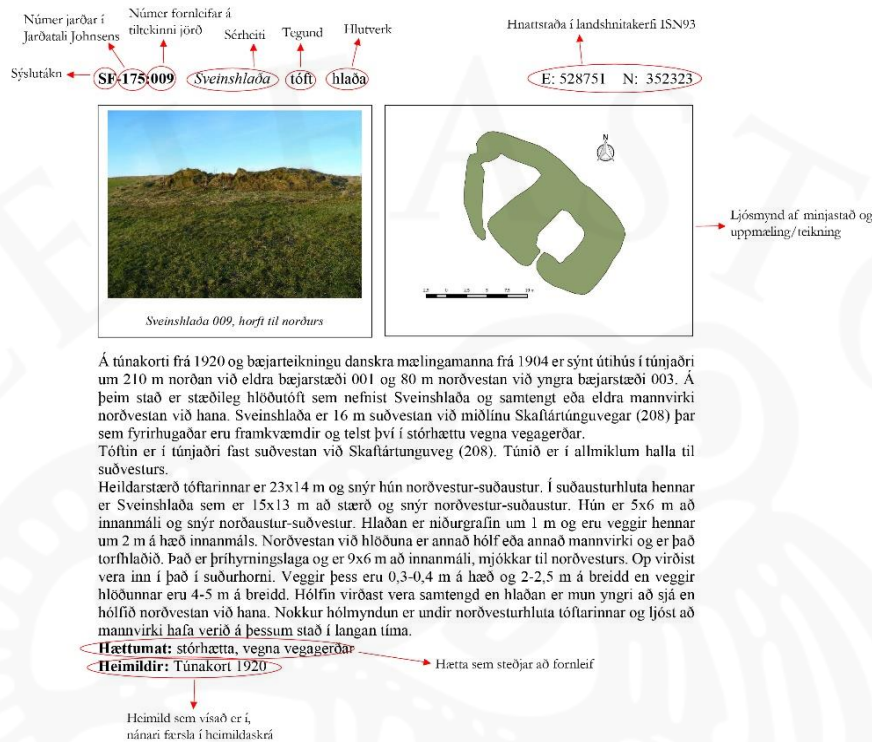 Númer jarðar í
Jarðatali Johnsens
Númer fornleifar á
tiltekinni jörð
Sérheiti
Tegund
Hlutverk
Hnattstaða í landshnitakerfi ISN93
Sýslutákn
SF-175:009 Sveinshlaða tóft hlaða E: 528751 N: 352323
N
Ljósmynd af minjastað og
uppmæling/teikning
Sveinshlaða 009, horft til norðurs
Á túnakorti frá 1920 og bæjarteikningu danskra mælingamanna frá 1904 er sýnt útihús í túnjaðri
um 210 m norðan við eldra bæjarstæði 001 og 80 m norðvestan við yngra bæjarstæði 003. Á
þeim stað er stæðileg hlöðutóft sem nefnist Sveinshlaða og samtengt eða eldra mannvirki
norðvestan við hana. Sveinshlaða er 16 m suðvestan við miðlínu Skaftártúnguvegar (208) þar
sem fyrirhugaðar eru framkvæmdir og telst því í stórhættu vegna vegagerðar.
Tóftin er í túnjaðri fast suðvestan við Skaftártunguveg (208). Túnið er í allmiklum halla til
suðvesturs.
Heildarstærð tóftarinnar er 23x14 m og snýr hún norðvestur-suðaustur. Í suðausturhluta hennar
er Sveinshlaða sem er 15x13 m að stærð og snýr norðvestur-suðaustur. Hún er 5x6 m að
innanmáli og snýr norðaustur-suðvestur. Hlaðan er niðurgrafin um 1 m og eru veggir hennar
um 2 m á hæð innanmáls. Norðvestan við hlöðuna er annað hólf eða annað mannvirki og er það
torfhlaðið. Það er þríhyrningslaga og er 9x6 m að innanmáli, mjókkar til norðvesturs. Op virðist
vera inn í það í suðurhorni. Veggir þess eru 0,3-0,4 m á hæð og 2-2,5 m á breidd en veggir
hlöðunnar eru 4-5 m á breidd. Hólfin virðast vera samtengd en hlaðan er mun yngri að sjá en
hólfið norðvestan við hana. Nokkur hólmyndun er undir norðvesturhluta tóftarinnar og ljóst að
mannvirki hafa verið á þessum stað í langan tíma.
Hættumat: stórhætta, vegna vegagerðar
Heimildir: Túnakort 1920
Hætta sem steðjar að fornleif
Heimild sem vísað er í,
nánari færsla í heimildaskrá